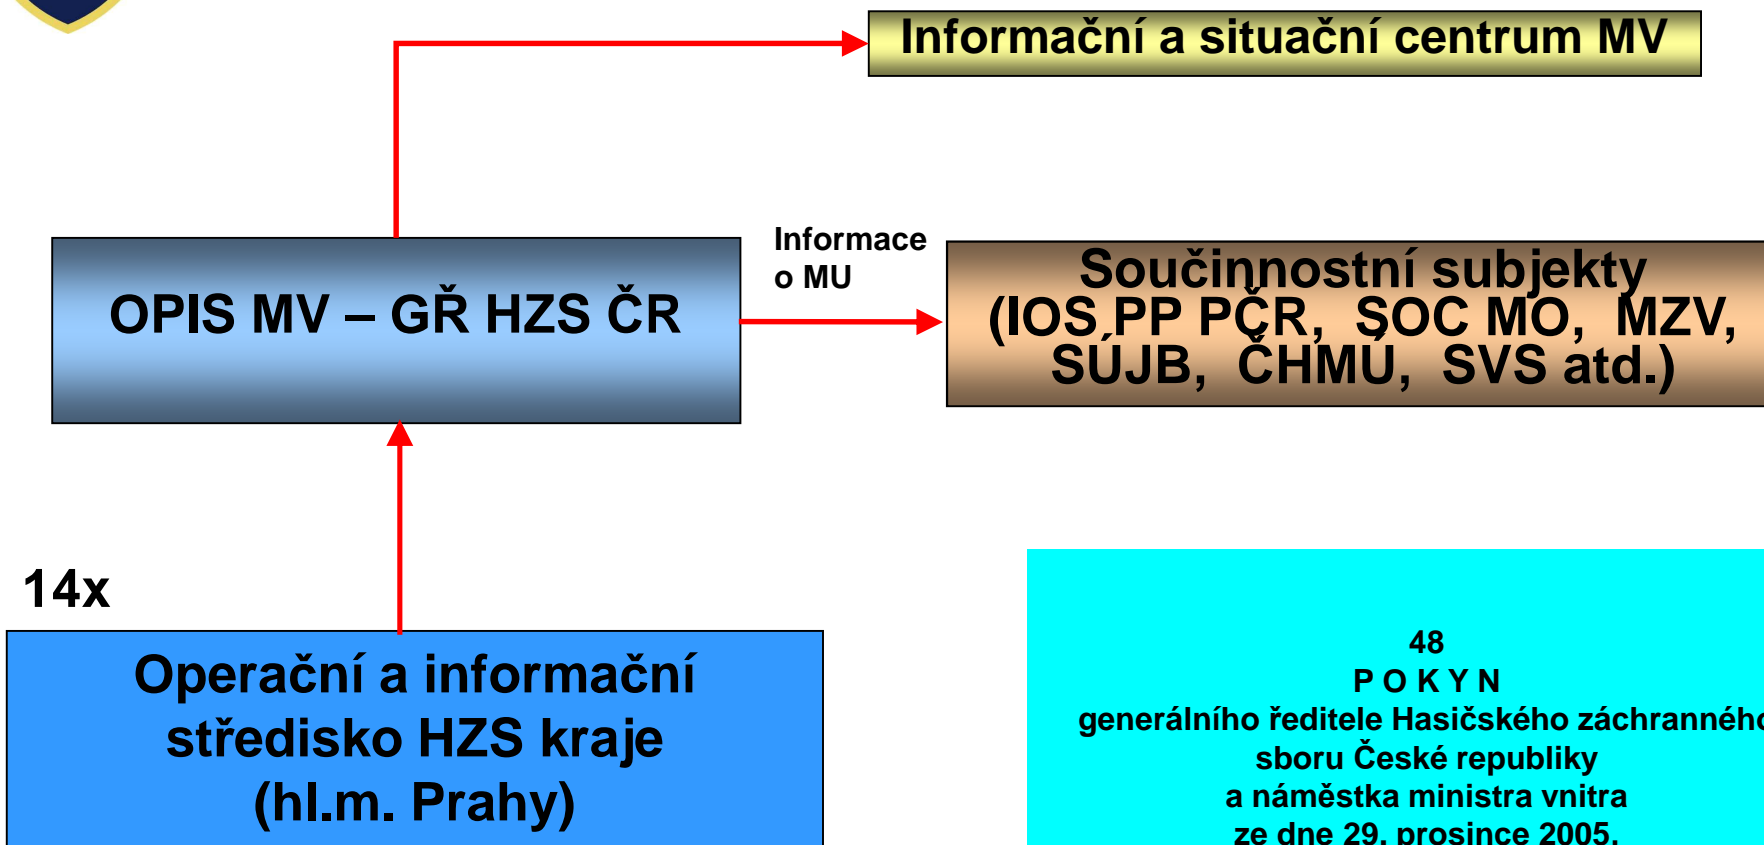 Informační a situační centrum MV
Informace
o MU
OPIS MV – GŘ HZS ČR
Součinnostní subjekty
(IOS PP PČR, SOC MO, MZV,
SÚJB, ČHMÚ, SVS atd.)
14x
Operační a informační
středisko HZS kraje
(hl.m. Prahy)
48
P O K Y N
generálního ředitele Hasičského záchranného
sboru České republiky
a náměstka ministra vnitra
ze dne 29. prosince 2005,